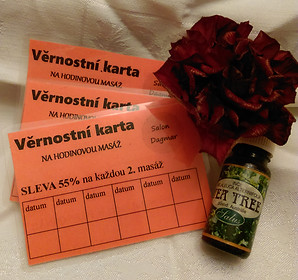 Věrnostní karta
NA HODINOVOU MASÁŽ
Věrnostní karta
NA HODINOVOU MASÁŽ
Věrnostní karta
NA HODINOVOU MASÁŽ
Salon
Dagmar
SLEVA 55% na každou 2. masáž
datum datum datum datum datum datum
TEA TREE
Saloos